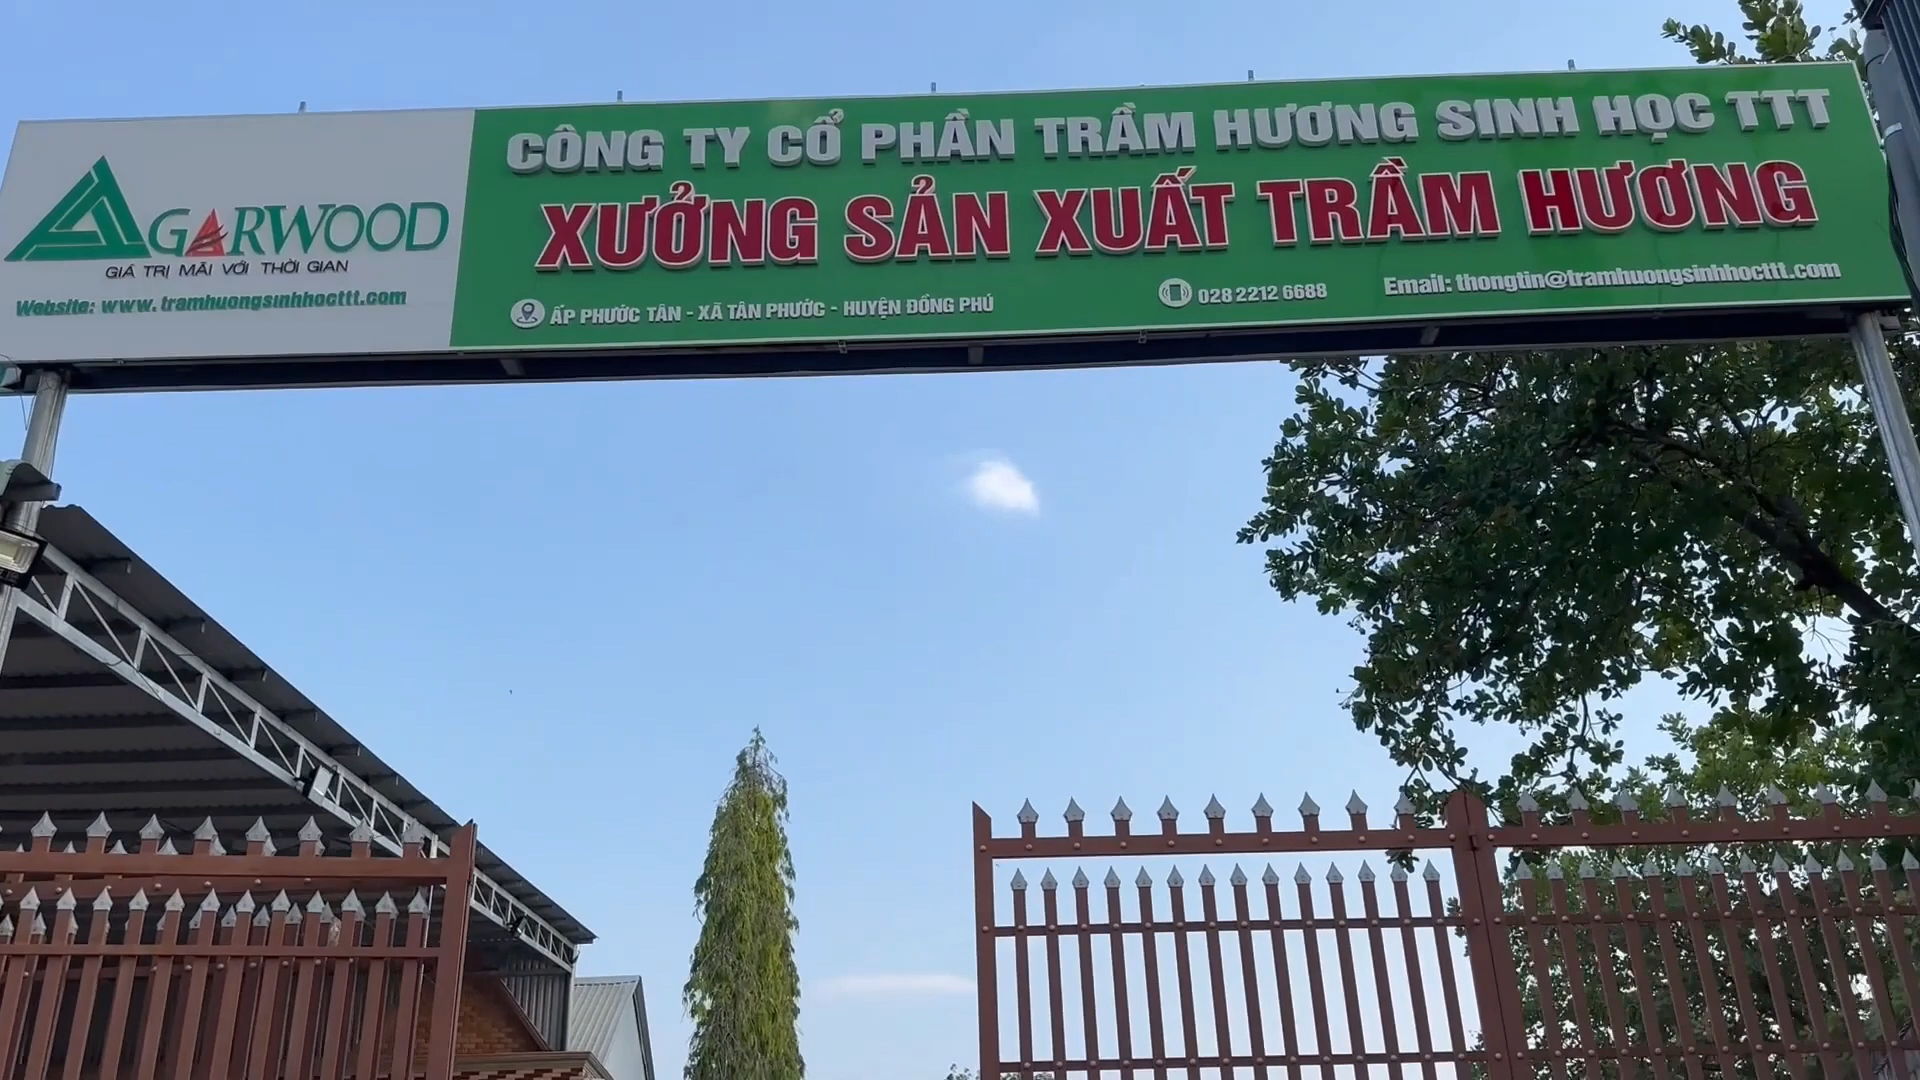 AGARWOOD
GIÁ TRỊ MÃI VỚI THỜI GIAN
Website: www. tramhuongsinhhocttt.com
CÔNG TY CỔ PHẦN TRẦM HƯƠNG SINH HỌC TTT
XƯỞNG SẢN XUẤT TRẦM HƯƠNG
ẤP PHƯỚC TÂN - XÃ TÂN PHƯỚC - HUYỆN ĐỒNG PHÚ
028 2212 6688
Email: thongtin@tramhuongsinhhocttt.com